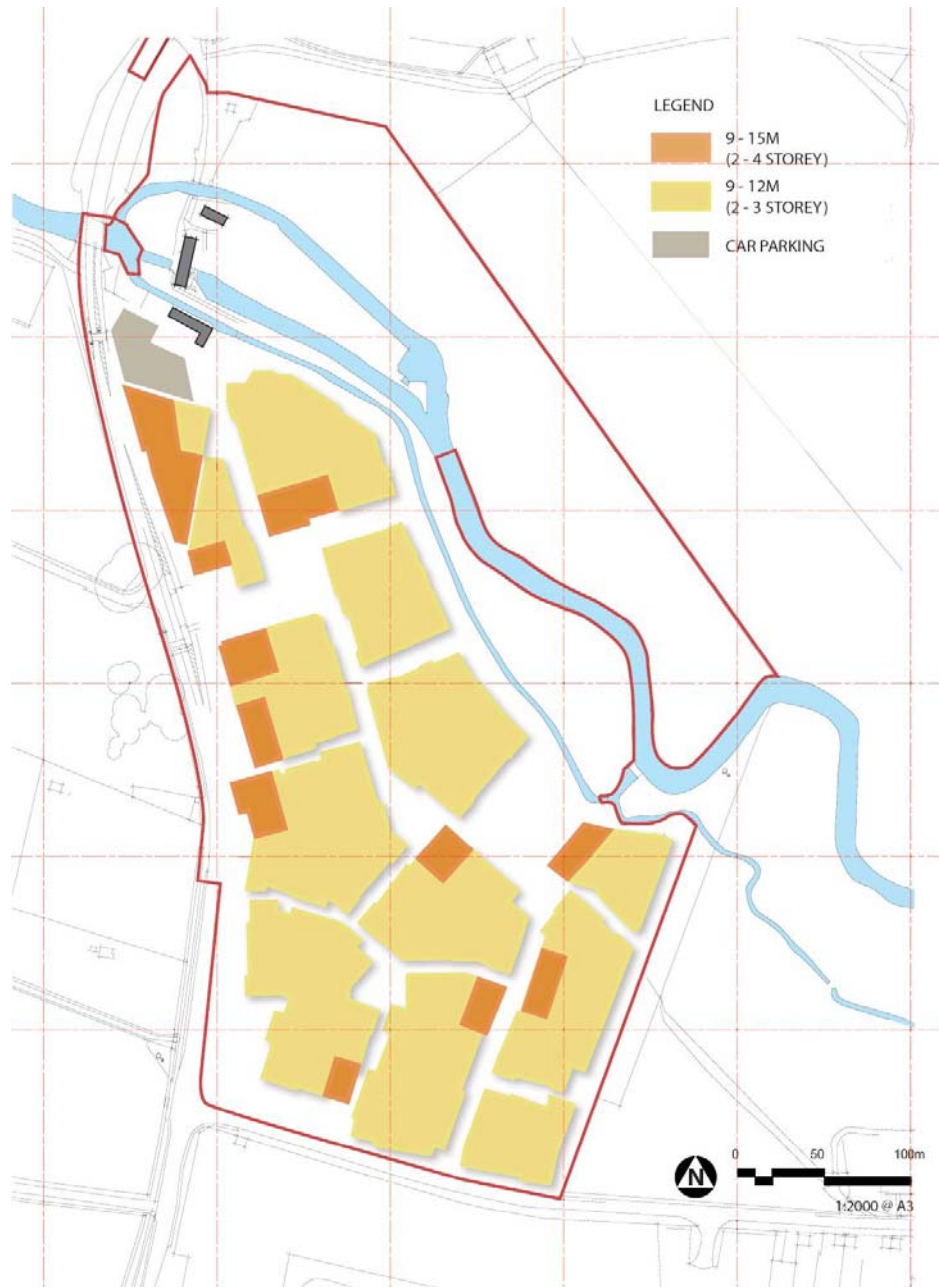 LEGEND
9 - 15M
(2 - 4 STOREY)
9 - 12M
(2 - 3 STOREY)
CAR PARKING
N
0 50 100m
1:2000 @ A3